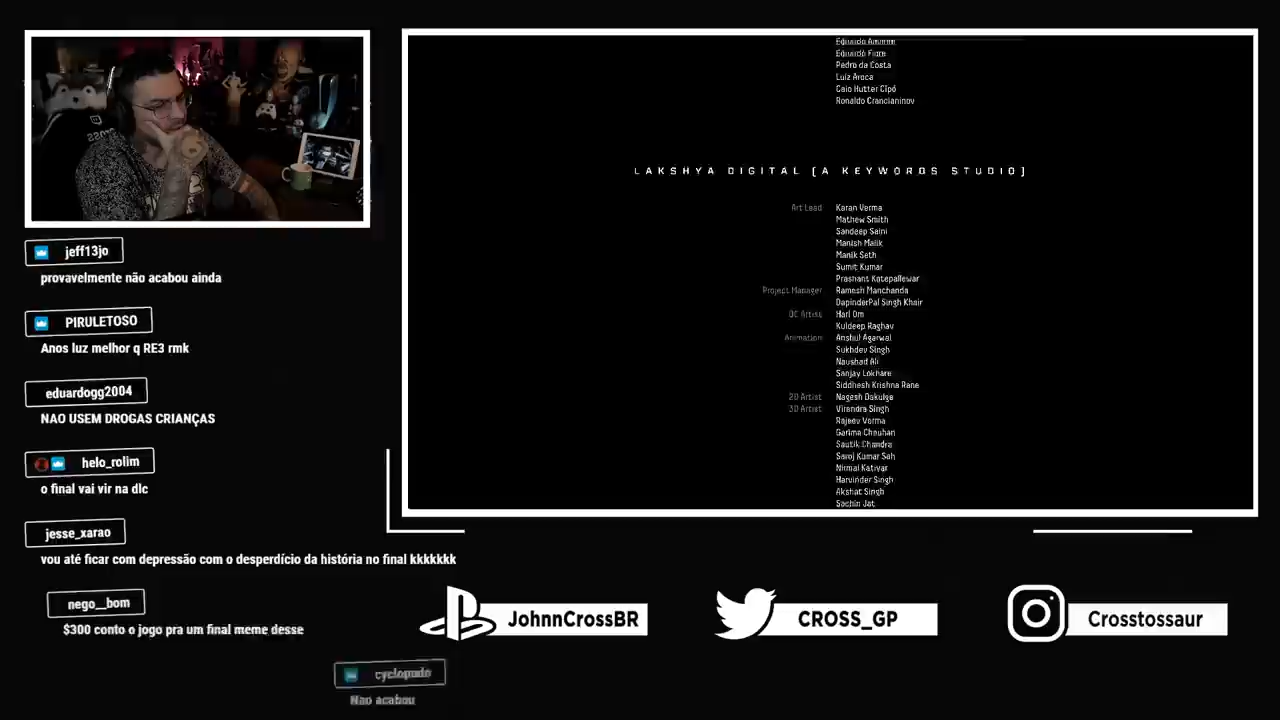 jeff13jo
provavelmente não acabou ainda
PIRULETOSO
Anos luz melhor q RE3 rmk
eduardogg2004
NAO USEM DROGAS CRIANÇAS
helo_rolim
o final vai vir na dlc
jesse_xarao
vou até ficar com depressão com o desperdício da história no final kkkkkkk
nego__bom
$300 conto o jogo pra um final meme desse
Nao acabou
Pedro da Costa
Luiz Aroca
Caio Hutter Cipó
Ronaldo Crancianinov
LAKSHYA DIGITAL [A KEYWORDS STUDIO]
Art Lead Karan Verma
Mathew Smith
Sandeep Saini
Manish Malik
Manik Seth
Sumit Kumar
Prashant Katepallewar
Project Manager Ramesh Manchanda
DapinderPal Singh Khair
QC Artist Hari Om
Kuldeep Raghav
Animation Anshul Agarwal
Sukhdev Singh
Naushad Ali
Sanjay Lokhare
Siddhesh Krishna Rane
2D Artist Nagesh Dakulge
3D Artist Virendra Singh
Rajeev Verma
Garima Chauhan
Sautik Chandra
Saroj Kumar Sah
Nirmal Katiyar
Harvinder Singh
Akshat Singh
Sachin Jat
JohnnCrossBR
CROSS_GP
Crosstossaur